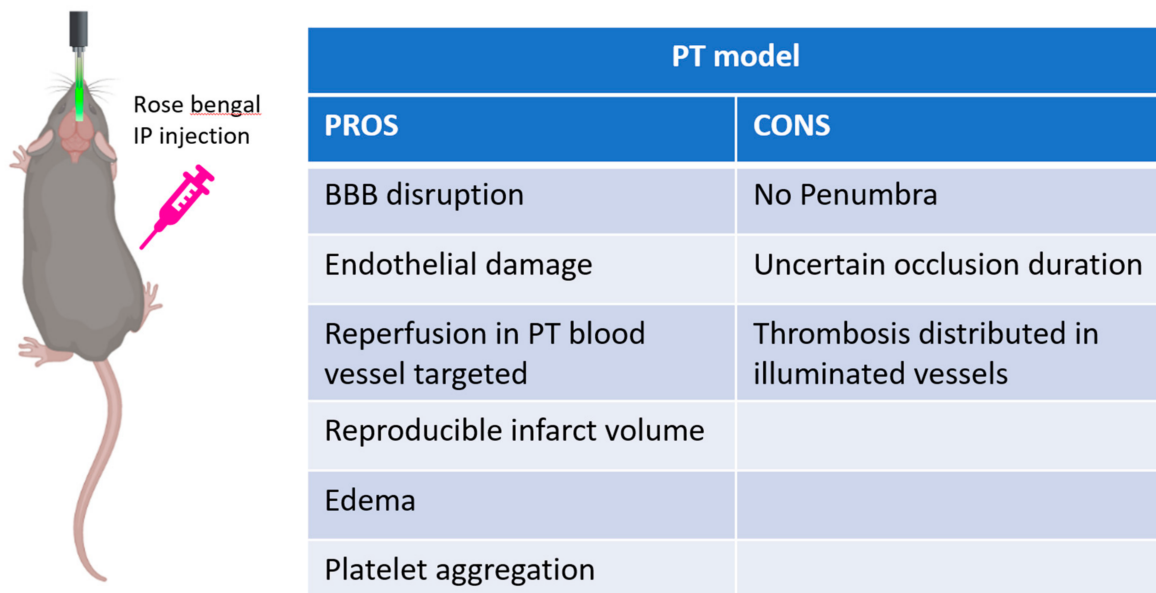 Rose bengal
IP injection
PT model
PROS
CONS
BBB disruption
No Penumbra
Endothelial damage
Uncertain occlusion duration
Reperfusion in PT blood
vessel targeted
Thrombosis distributed in
illuminated vessels
Reproducible infarct volume
Edema
Platelet aggregation